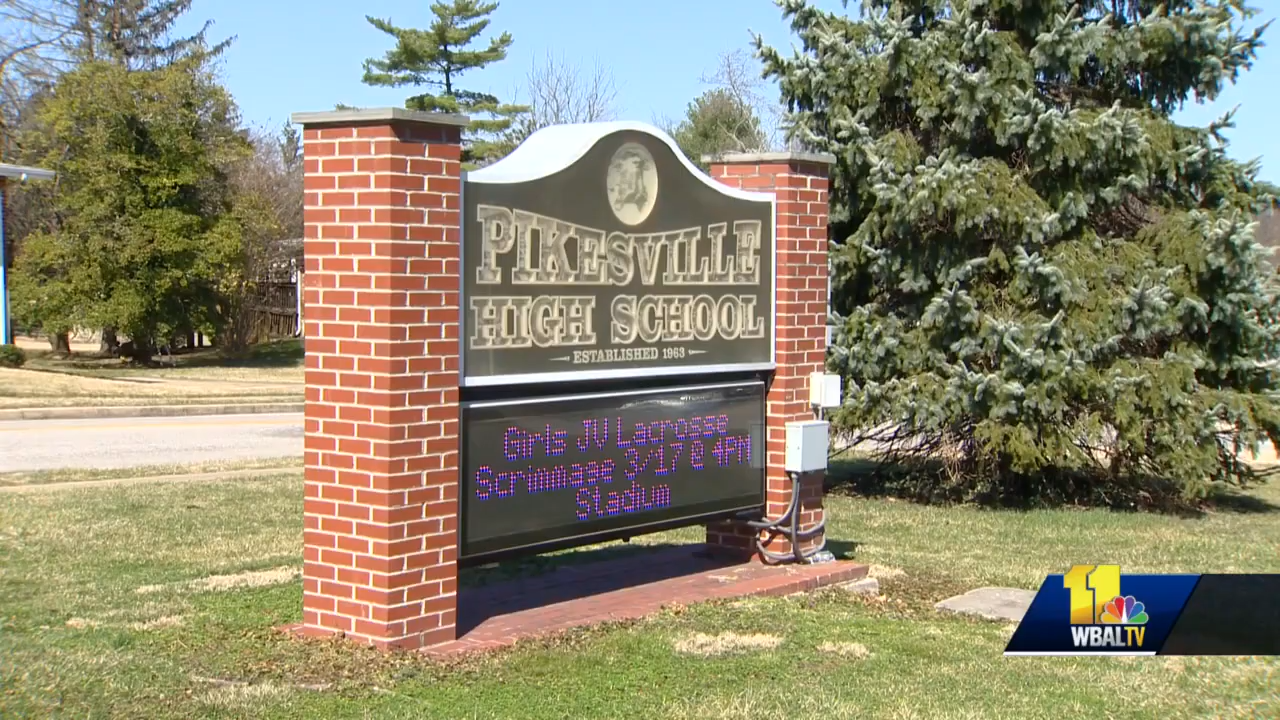 PIKESVILLE
HIGH SCHOOL
ESTABLISHED 1963
Girls JV Lacrosse
Scrimmage 3/17 @ 4PM
Stadium
11
WBALTV